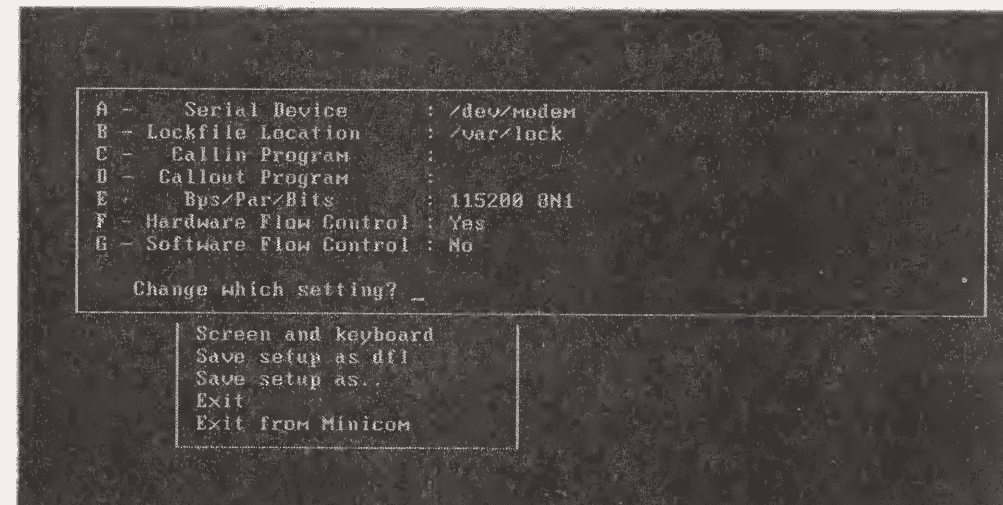 A - Serial Device : /dev/modem
B - Lockfile Location : /var/lock
C - Callin Program :
D - Callout Program :
E - Bps/Par/Bits : 115200 8N1
F - Hardware Flow Control : Yes
G - Software Flow Control : No
Change which setting? _
Screen and keyboard
Save setup as dfl
Save setup as..
Exit
Exit from Minicom